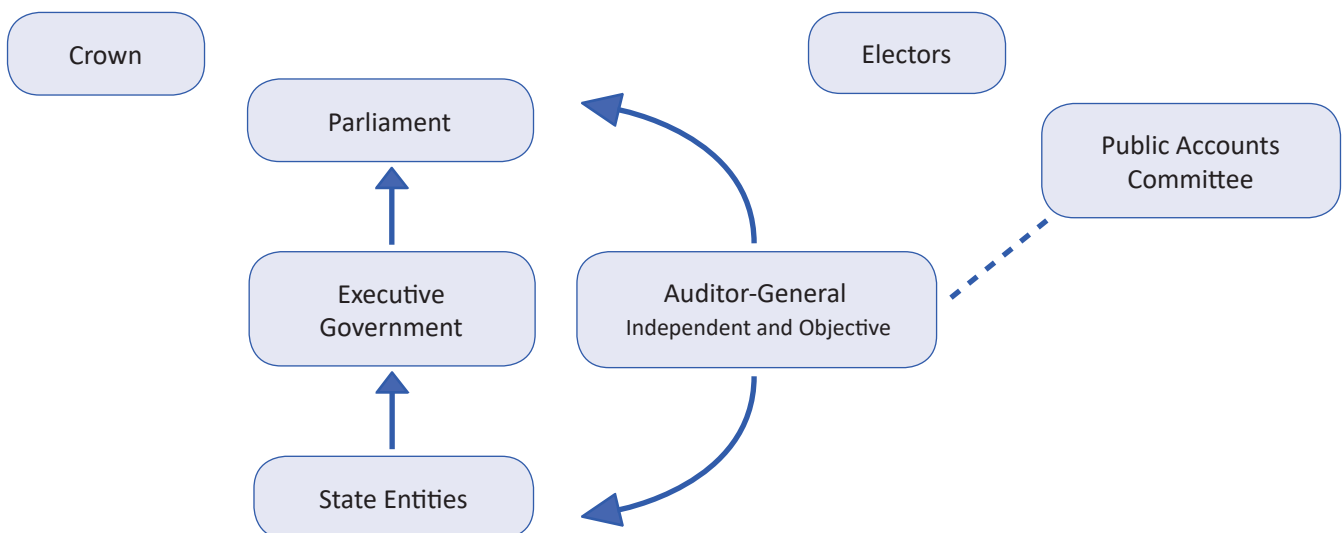 Crown
Electors
Parliament
Public Accounts
Committee
Executive
Government
Auditor-General
Independent and Objective
State Entities